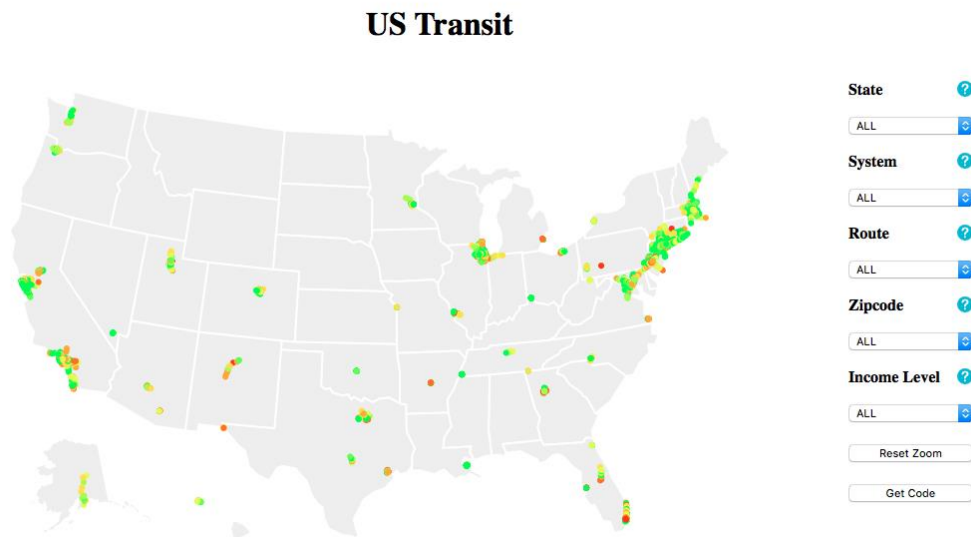 US Transit
State ?
ALL
System ?
ALL
Route ?
ALL
Zipcode ?
ALL
Income Level ?
ALL
Reset Zoom
Get Code